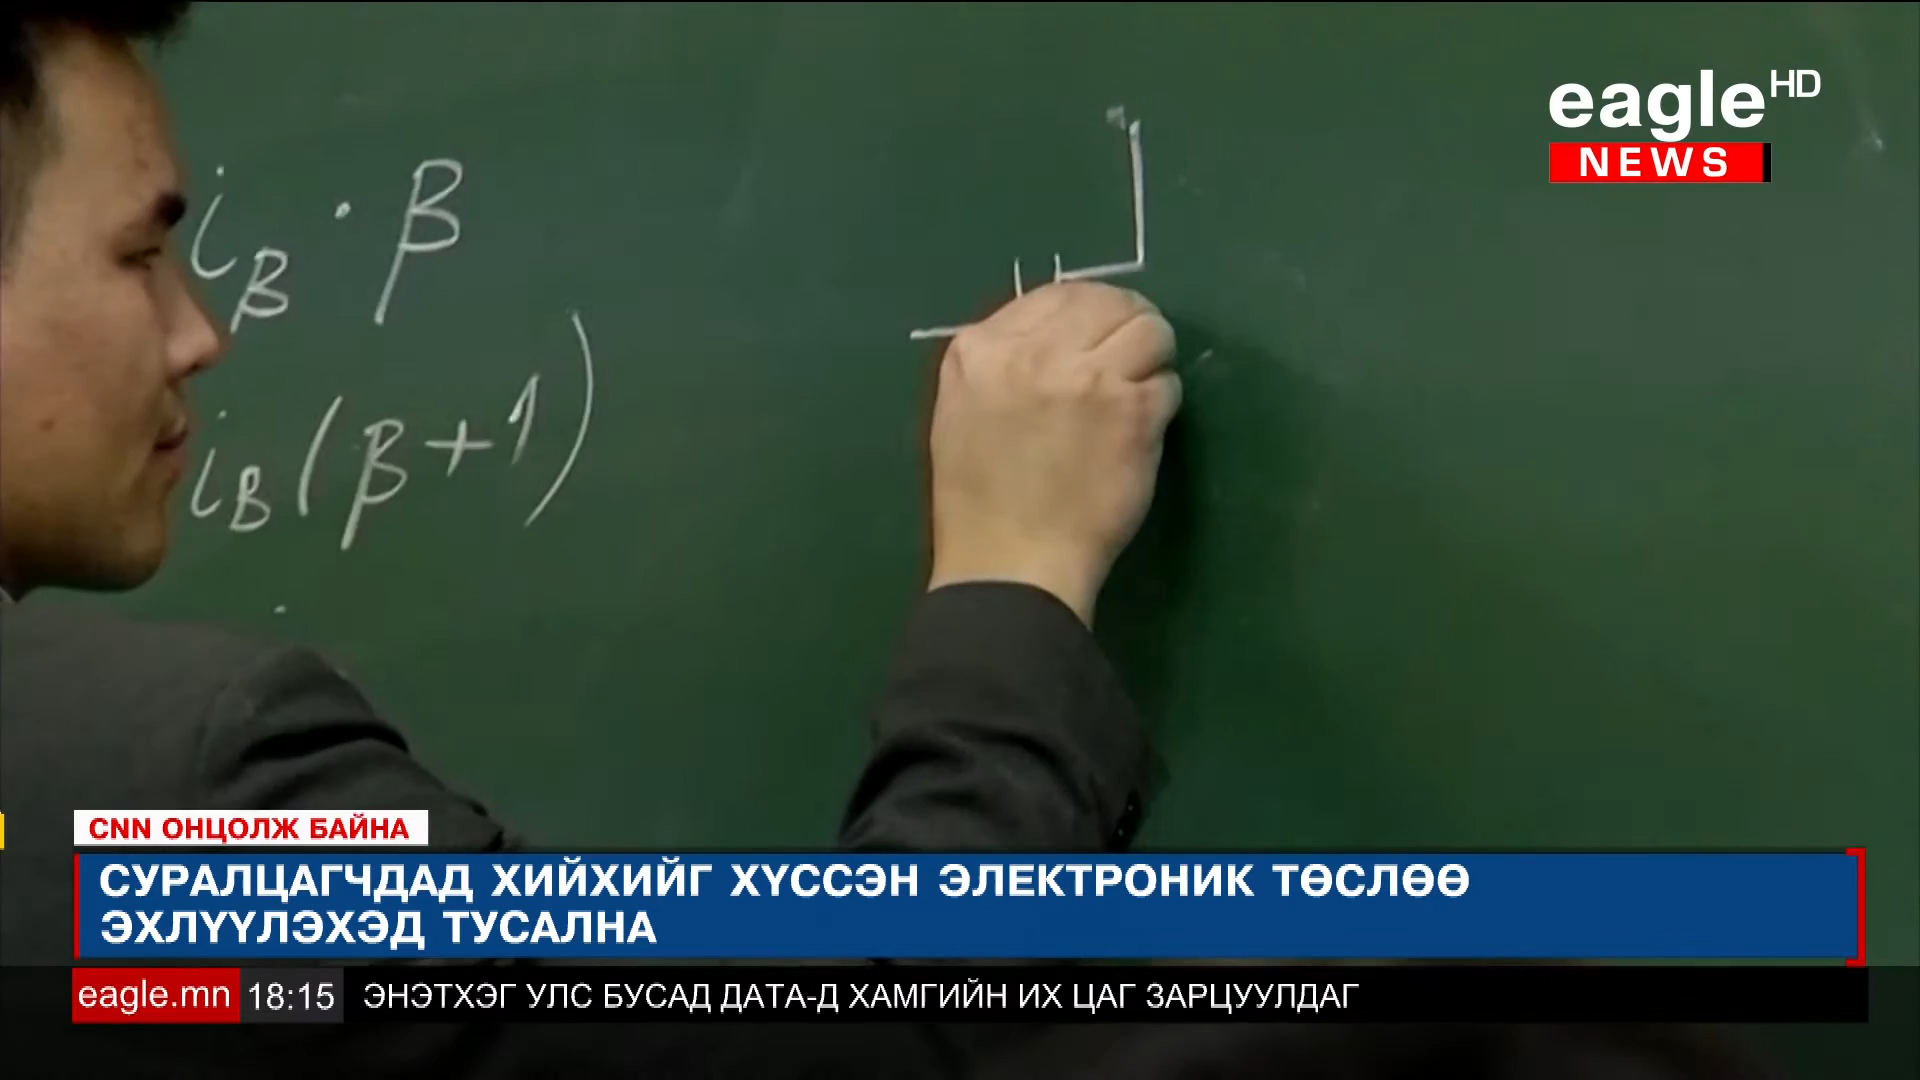 eagle HD
NEWS
i_B · β
i_B (β+1)
CNN ОНЦОЛЖ БАЙНА
СУРАЛЦАГЧДАД ХИЙХИЙГ ХҮССЭН ЭЛЕКТРОНИК ТӨСЛӨӨ
ЭХЛҮҮЛЭХЭД ТУСАЛНА
eagle.mn 18:15 ЭНЭТХЭГ УЛС БУСАД ДАТА-Д ХАМГИЙН ИХ ЦАГ ЗАРЦУУЛДАГ